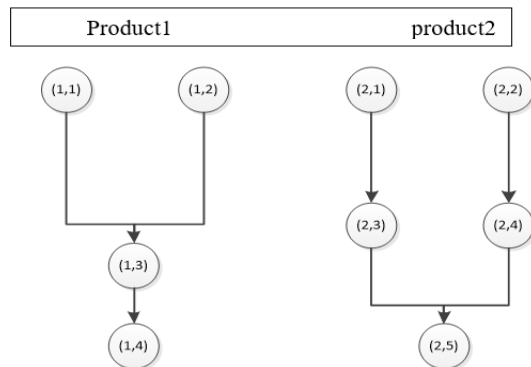 Product1 product2
(1,1) (1,2) (2,1) (2,2)
(2,3) (2,4)
(1,3)
(1,4) (2,5)